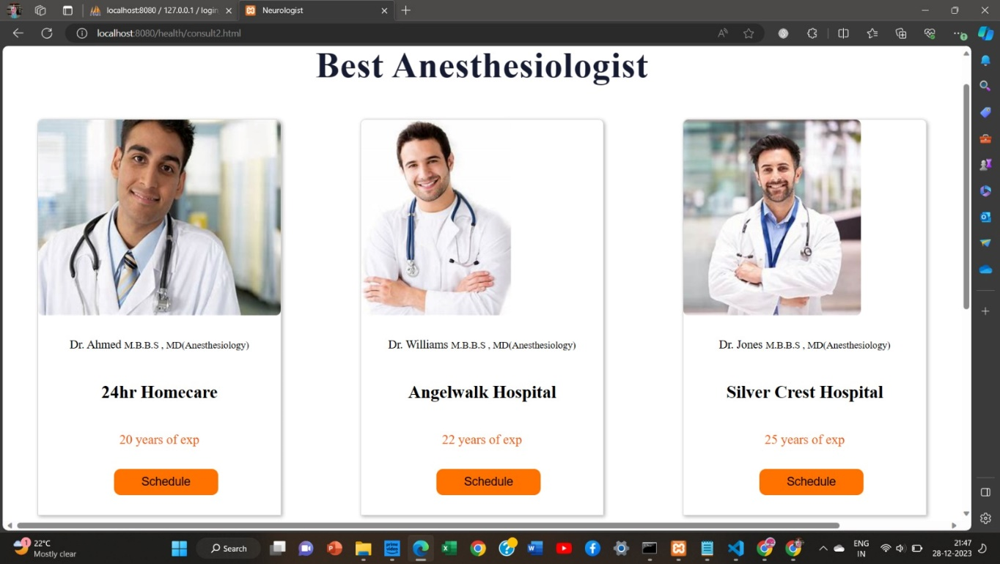 localhost:8080 / 127.0.0.1 / login
Neurologist
localhost:8080/health/consult2.html
Best Anesthesiologist
Dr. Ahmed M.B.B.S , MD(Anesthesiology)
24hr Homecare
20 years of exp
Schedule
Dr. Williams M.B.B.S , MD(Anesthesiology)
Angelwalk Hospital
22 years of exp
Schedule
Dr. Jones M.B.B.S , MD(Anesthesiology)
Silver Crest Hospital
25 years of exp
Schedule
1
22°C
Mostly clear
Search
prime video
ENG
IN
21:47
28-12-2023